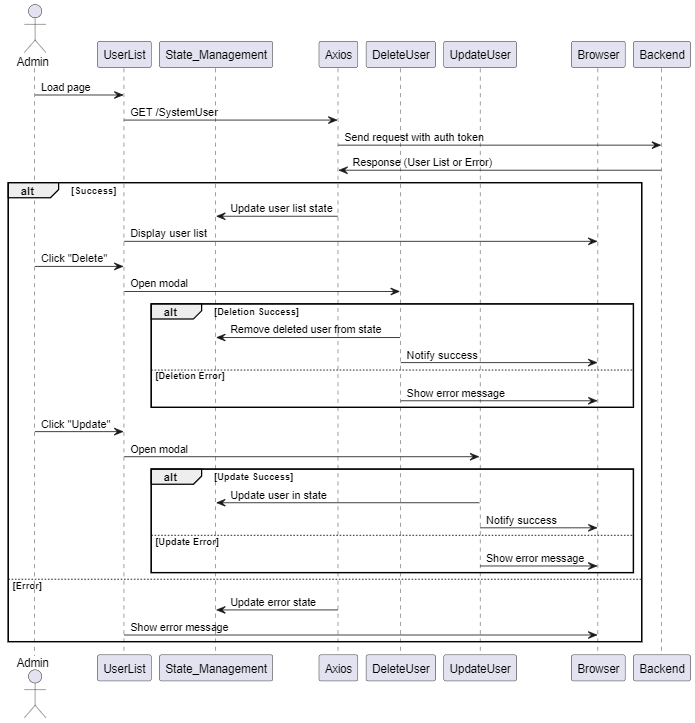 Admin
UserList
State_Management
Axios
DeleteUser
UpdateUser
Browser
Backend
Load page
GET /SystemUser
Send request with auth token
Response (User List or Error)
alt [Success]
Update user list state
Display user list
Click "Delete"
Open modal
alt [Deletion Success]
Remove deleted user from state
Notify success
[Deletion Error]
Show error message
Click "Update"
Open modal
alt [Update Success]
Update user in state
Notify success
[Update Error]
Show error message
[Error]
Update error state
Show error message
Admin
UserList
State_Management
Axios
DeleteUser
UpdateUser
Browser
Backend